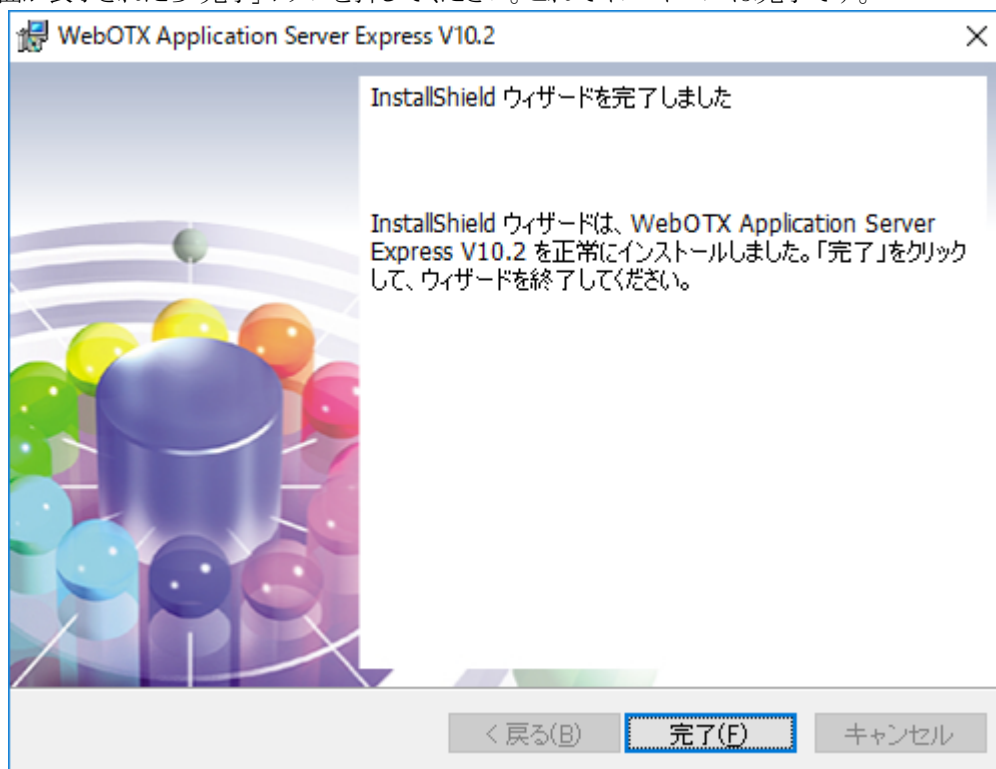 WebOTX Application Server Express V10.2
InstallShield ウィザードを完了しました
InstallShield ウィザードは、WebOTX Application Server
Express V10.2 を正常にインストールしました。「完了」をクリック
して、ウィザードを終了してください。
< 戻る(B)
完了(F)
キャンセル